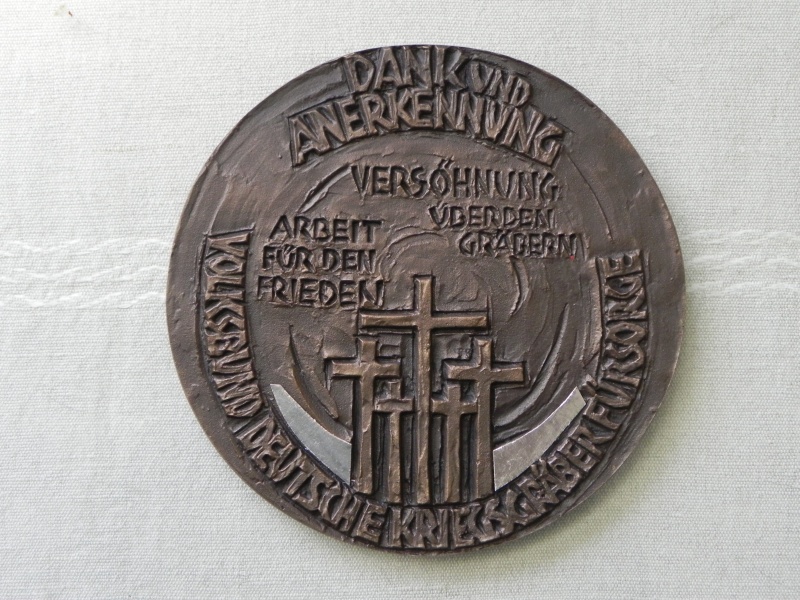 DANK UND
ANERKENNUNG
VERSÖHNUNG
ÜBER DEN
GRÄBERN
ARBEIT
FÜR DEN
FRIEDEN
VOLKSBUND DEUTSCHE KRIEGSGRÄBERFÜRSORGE